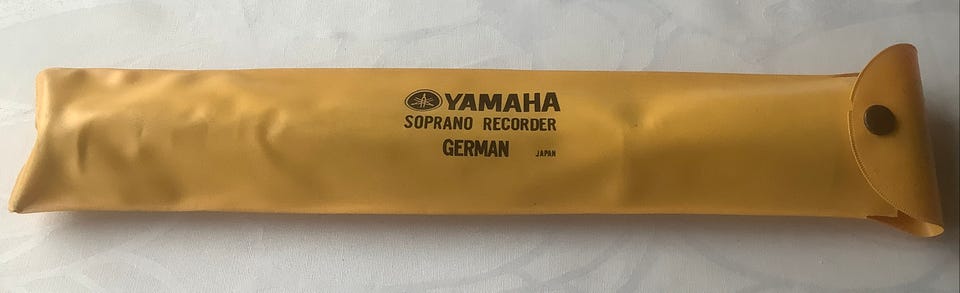 YAMAHA
SOPRANO RECORDER
GERMAN JAPAN